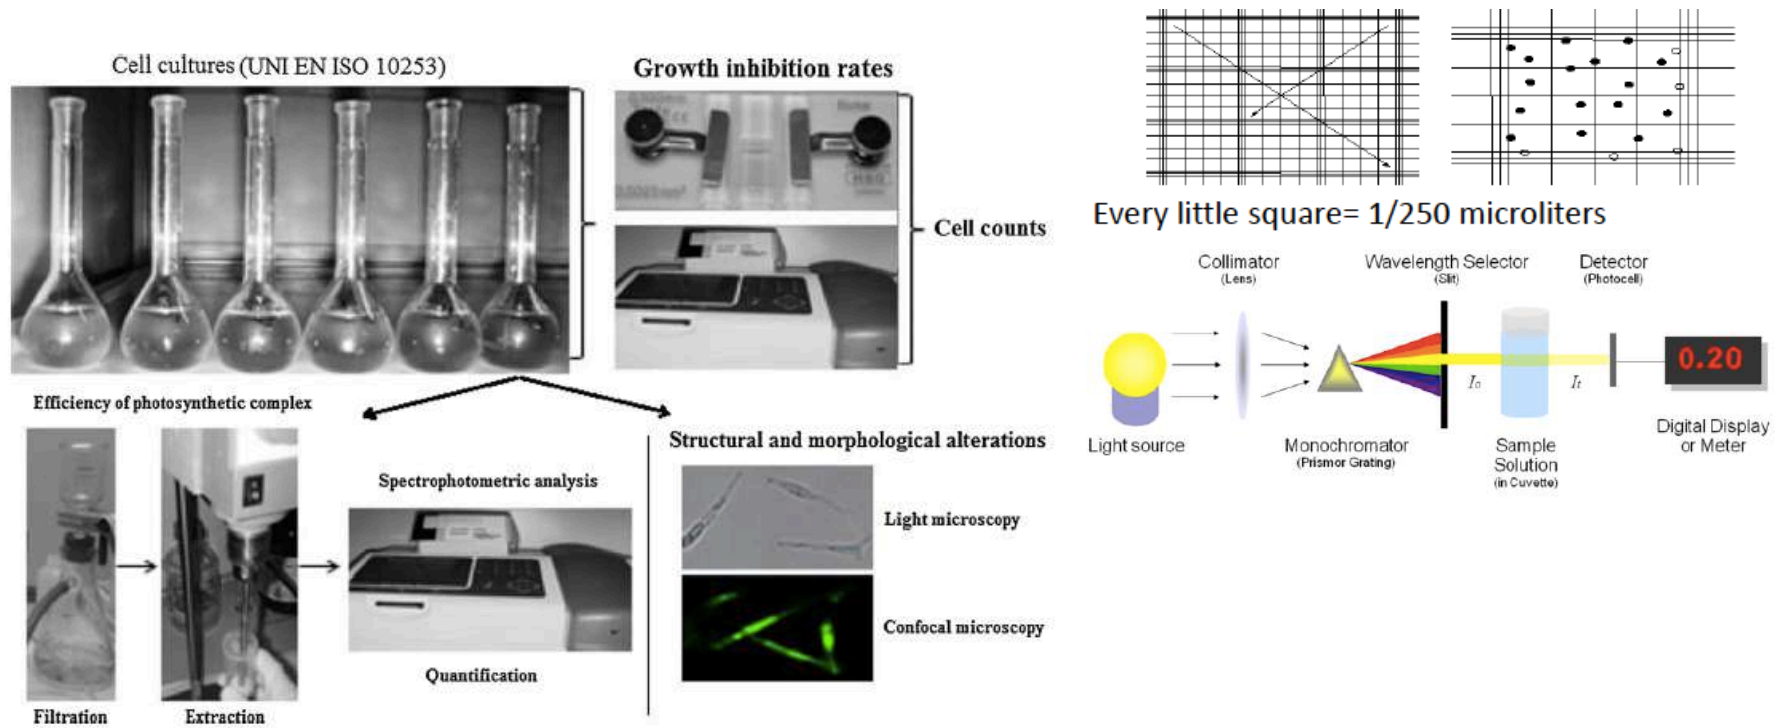 Cell cultures (UNI EN ISO 10253)
Growth inhibition rates
Cell counts
Efficiency of photosynthetic complex
Filtration
Extraction
Spectrophotometric analysis
Quantification
Structural and morphological alterations
Light microscopy
Confocal microscopy
Every little square= 1/250 microliters
Collimator
(Lens)
Wavelength Selector
(Slit)
Detector
(Photocell)
Light source
Monochromator
(Prismor Grating)
I₀
Sample
Solution
(in Cuvette)
It
0.20
Digital Display
or Meter